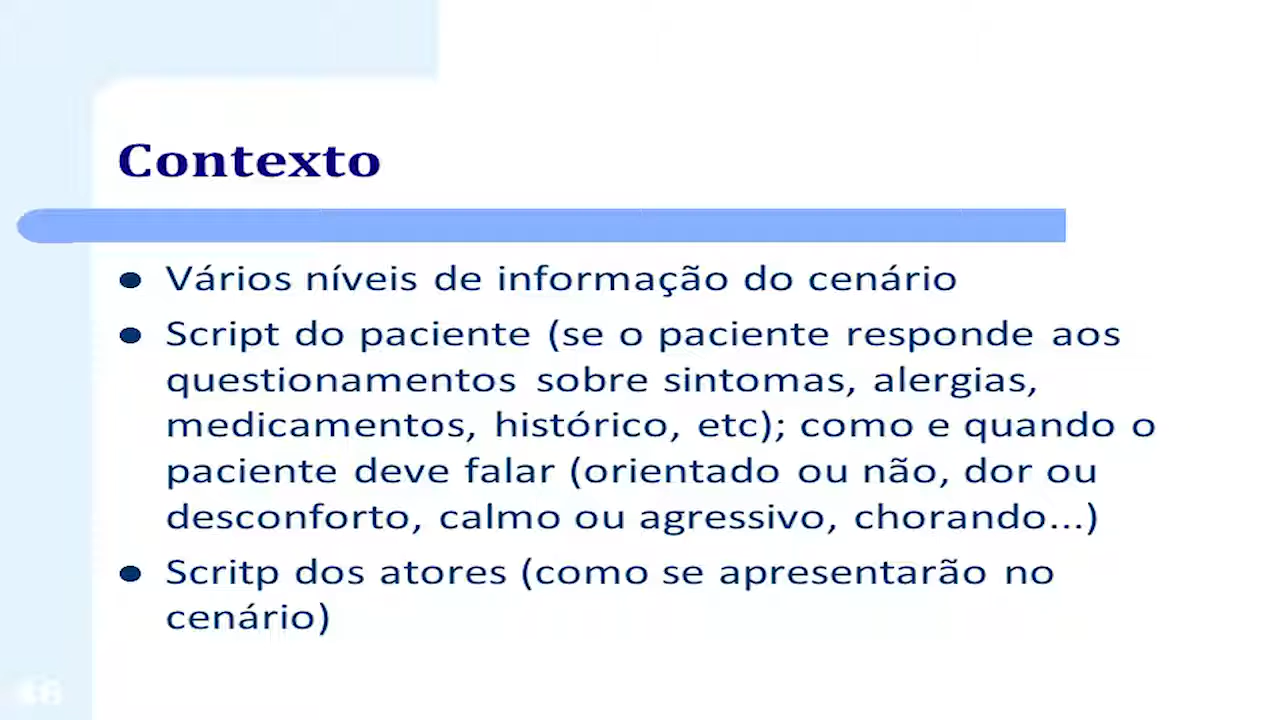 Contexto
Vários níveis de informação do cenário
Script do paciente (se o paciente responde aos
questionamentos sobre sintomas, alergias,
medicamentos, histórico, etc); como e quando o
paciente deve falar (orientado ou não, dor ou
desconforto, calmo ou agressivo, chorando...)
Scritp dos atores (como se apresentarão no
cenário)